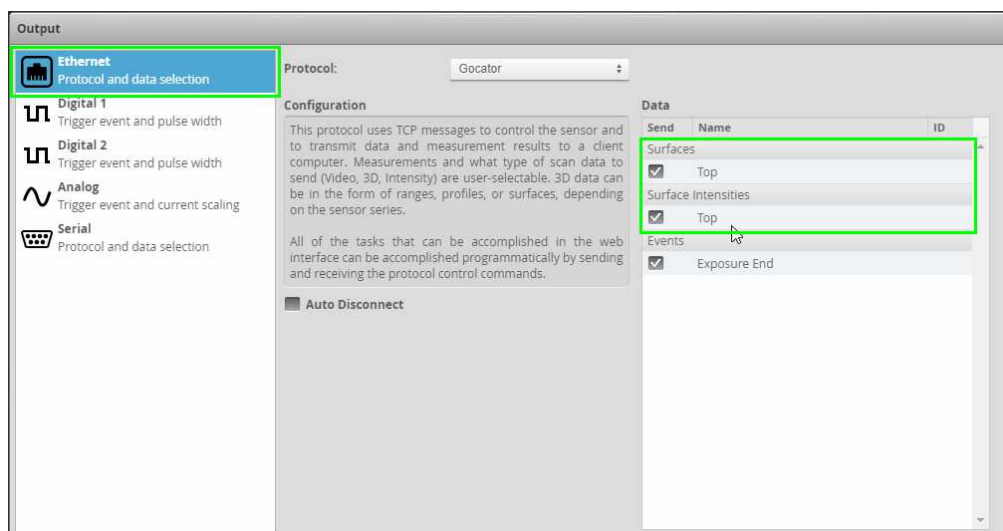 Output
Ethernet
Protocol and data selection
Digital 1
Trigger event and pulse width
Digital 2
Trigger event and pulse width
Analog
Trigger event and current scaling
Serial
Protocol and data selection
Protocol:
Gocator
Configuration
This protocol uses TCP messages to control the sensor and
to transmit data and measurement results to a client
computer. Measurements and what type of scan data to
send (Video, 3D, Intensity) are user-selectable. 3D data can
be in the form of ranges, profiles, or surfaces, depending
on the sensor series.
All of the tasks that can be accomplished in the web
interface can be accomplished programmatically by sending
and receiving the protocol control commands.
Auto Disconnect
Data
Send Name ID
Surfaces
Top
Surface Intensities
Top
Events
Exposure End